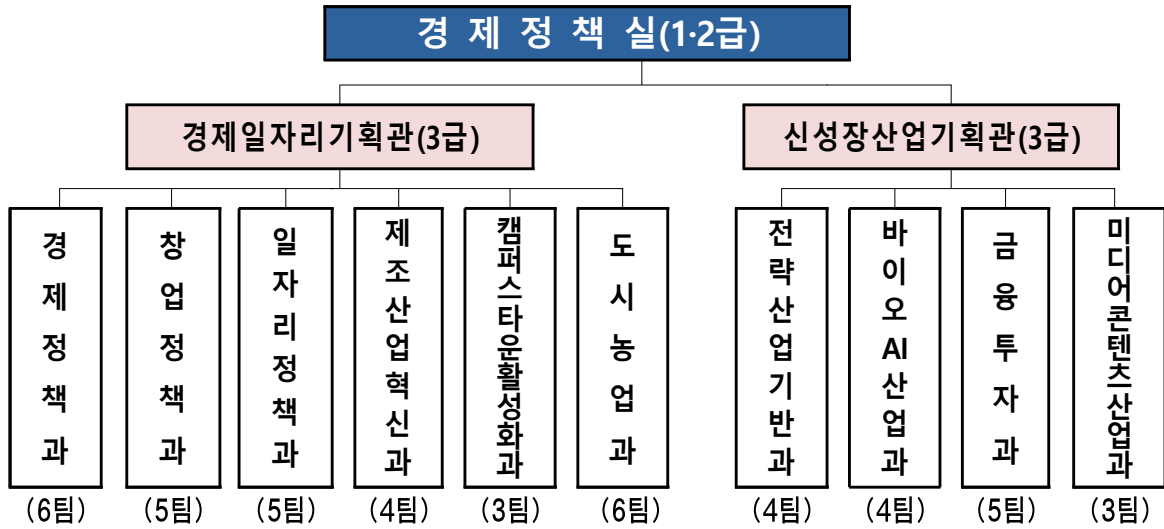 경 제 정 책 실(1·2급)
경제일자리기획관(3급)
신성장산업기획관(3급)
경제정책과
창업정책과
일자리정책과
제조산업혁신과
캠퍼스타운활성화과
도시농업과
전략산업기반과
바이오AI산업과
금융투자과
미디어콘텐츠산업과
(6팀) (5팀) (5팀) (4팀) (3팀) (6팀) (4팀) (4팀) (5팀) (3팀)